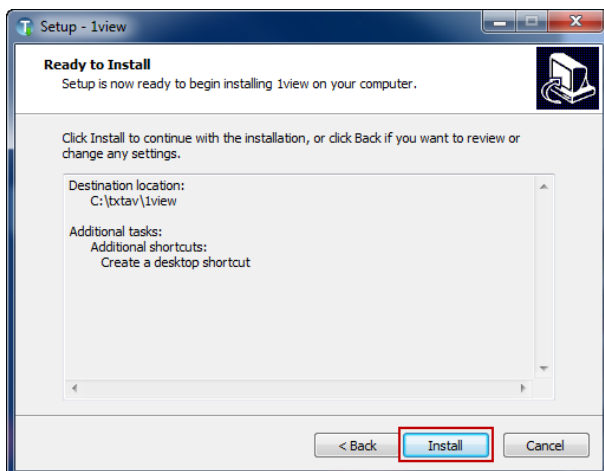 Setup - 1view
Ready to Install
Setup is now ready to begin installing 1view on your computer.
Click Install to continue with the installation, or click Back if you want to review or
change any settings.
Destination location:
C:\txtav\1view
Additional tasks:
Additional shortcuts:
Create a desktop shortcut
< Back
Install
Cancel